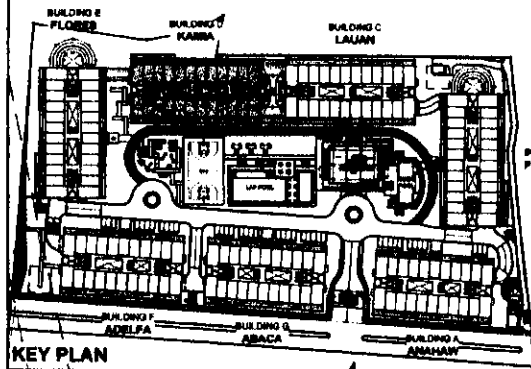 BUILDING E
FLORES
BUILDING D
KAMIA
BUILDING C
LAUAN
LAP POOL
BUILDING F
ADELFA
BUILDING G
ABACA
BUILDING A
ANAHAW
KEY PLAN